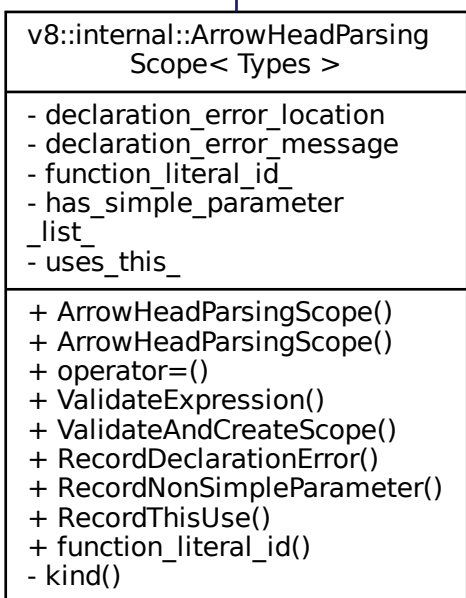 v8::internal::ArrowHeadParsing
Scope< Types >
- declaration_error_location
- declaration_error_message
- function_literal_id_
- has_simple_parameter
_list_
- uses_this_
+ ArrowHeadParsingScope()
+ ArrowHeadParsingScope()
+ operator=()
+ ValidateExpression()
+ ValidateAndCreateScope()
+ RecordDeclarationError()
+ RecordNonSimpleParameter()
+ RecordThisUse()
+ function_literal_id()
- kind()